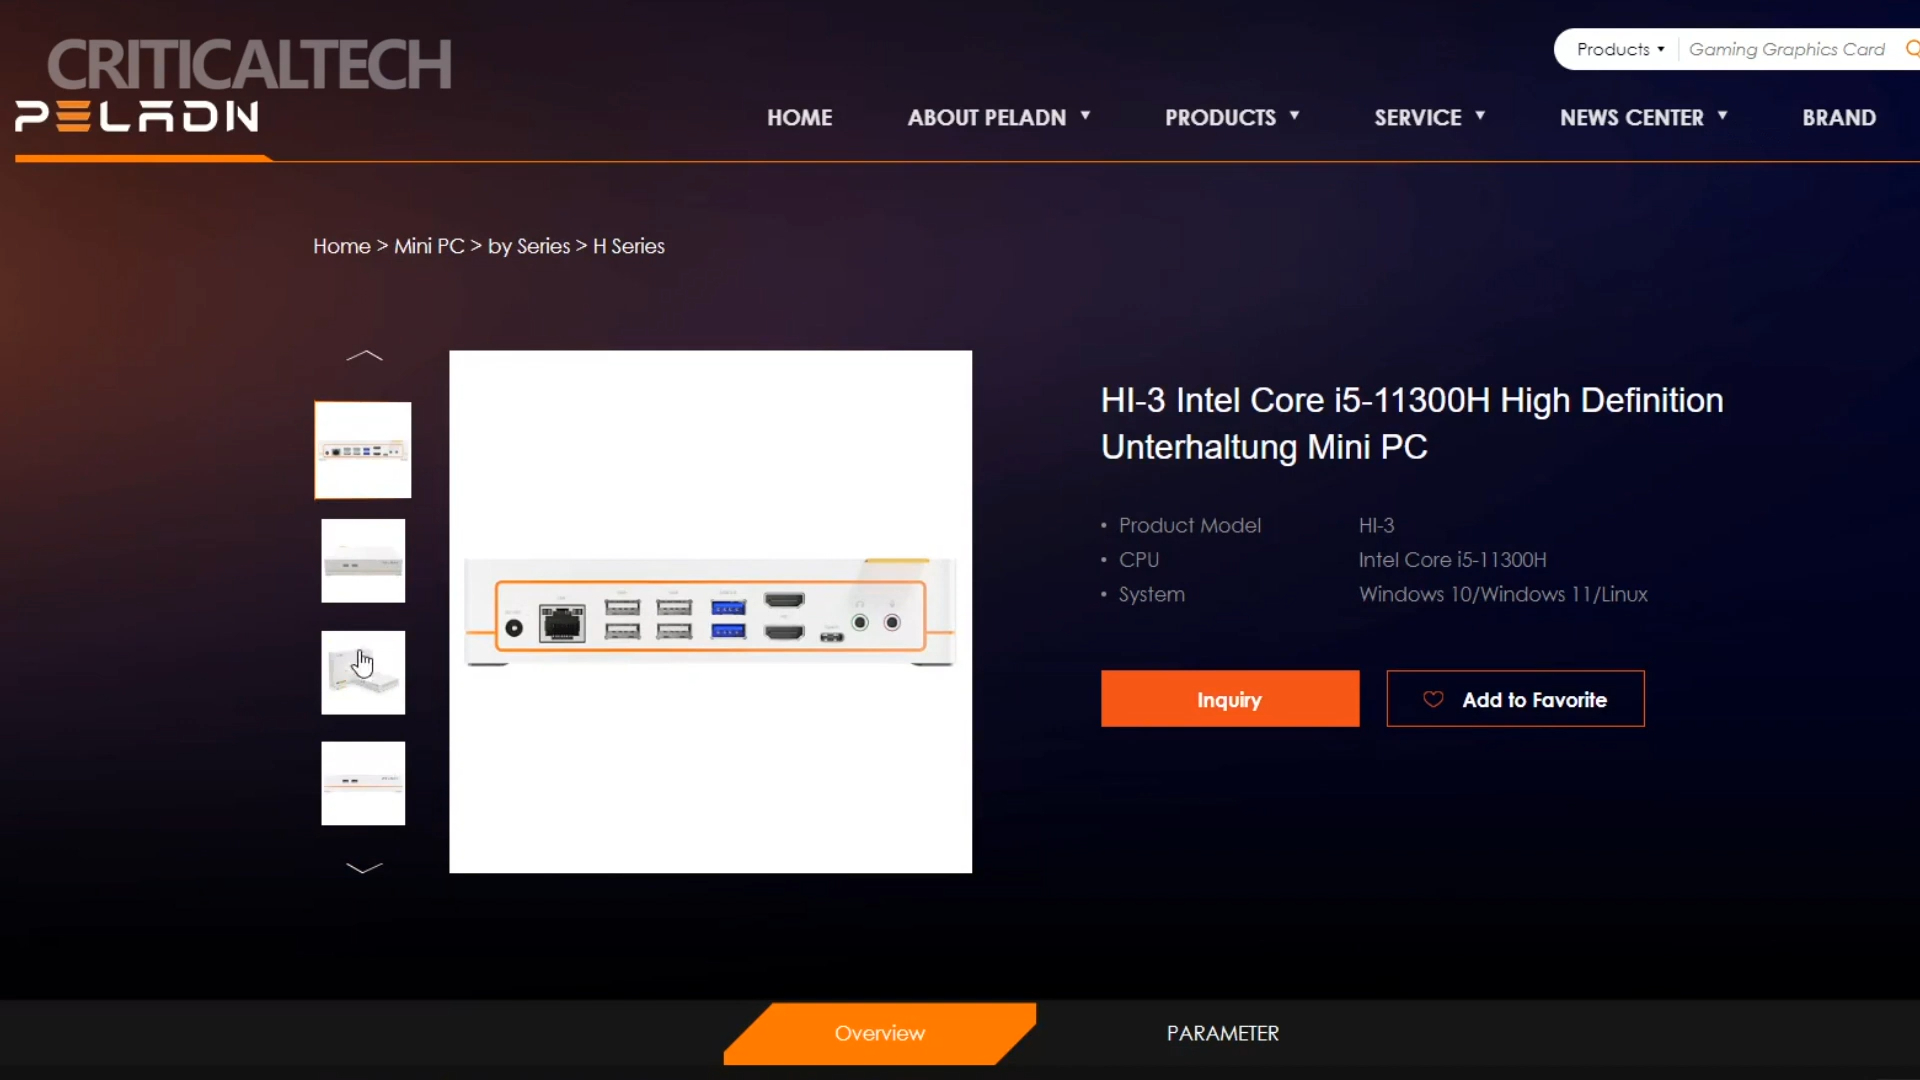 CRITICALTECH
Products ▾ Gaming Graphics Card
PELADN
HOME ABOUT PELADN ▾ PRODUCTS ▾ SERVICE ▾ NEWS CENTER ▾ BRAND
Home > Mini PC > by Series > H Series
HI-3 Intel Core i5-11300H High Definition
Unterhaltung Mini PC
• Product Model HI-3
• CPU Intel Core i5-11300H
• System Windows 10/Windows 11/Linux
Inquiry Add to Favorite
Overview PARAMETER